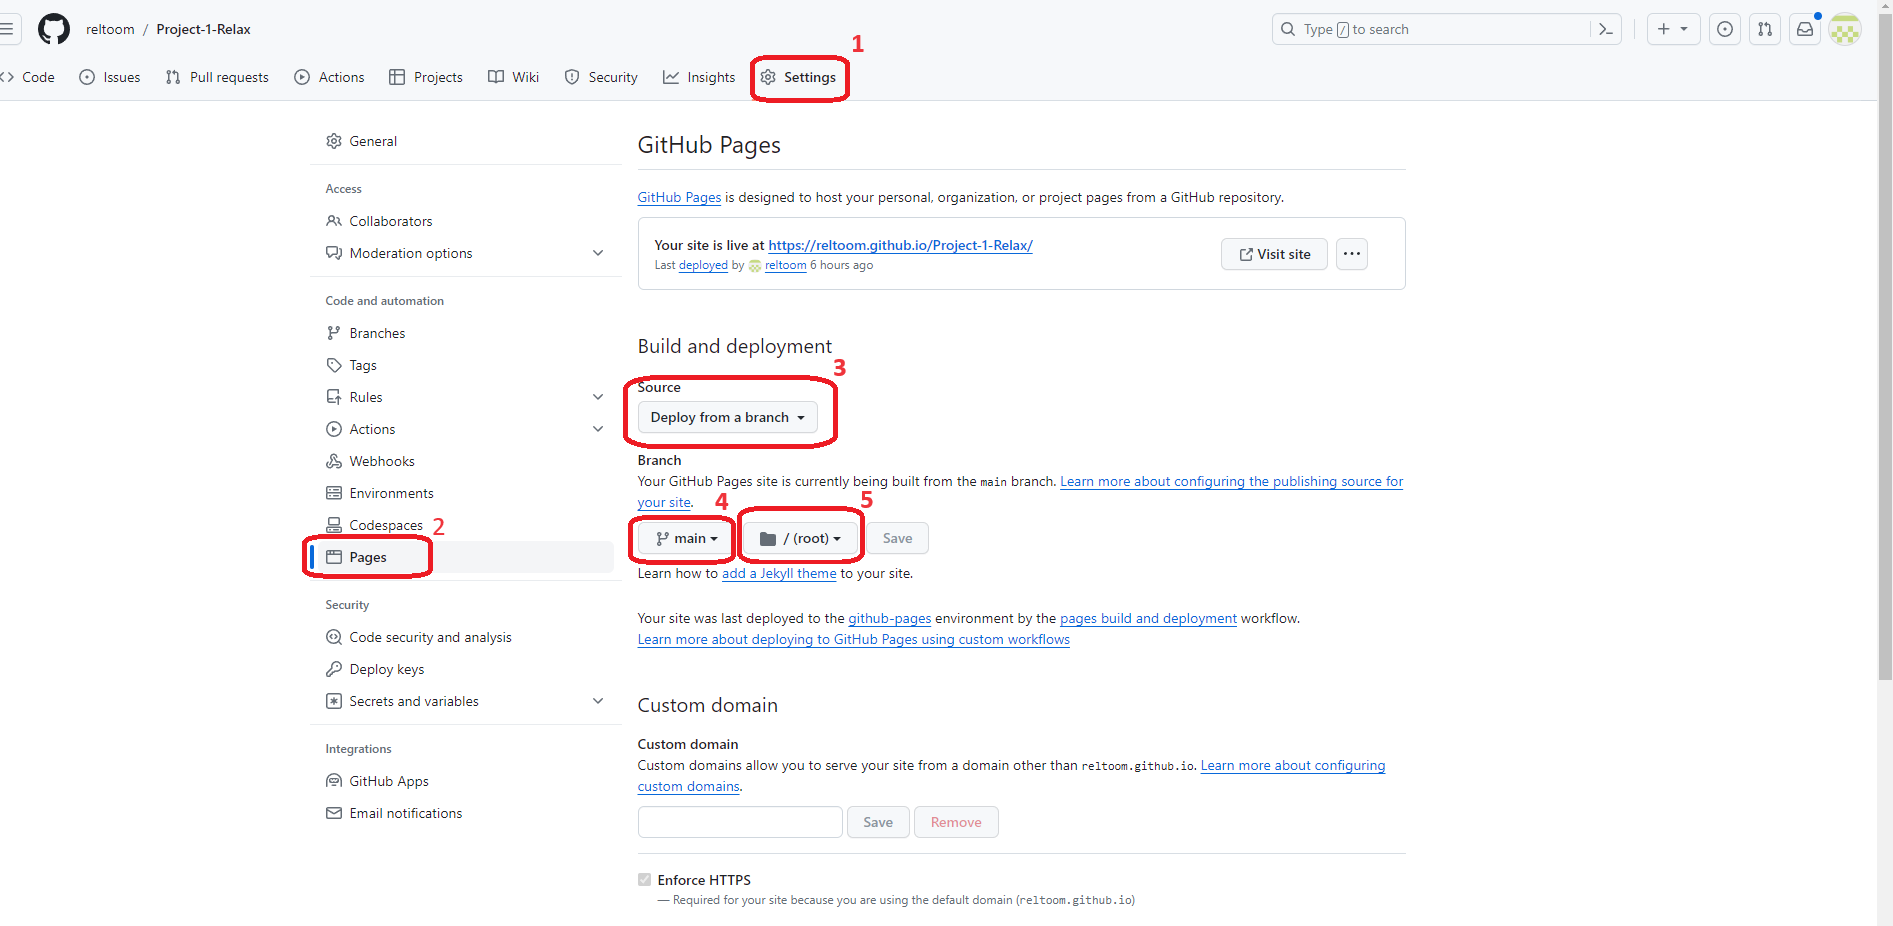 reltoom / Project-1-Relax
Type / to search
1
Code Issues Pull requests Actions Projects Wiki Security Insights Settings
General
Access
Collaborators
Moderation options
Code and automation
Branches
Tags
Rules
Actions
Webhooks
Environments
Codespaces
2
Pages
Security
Code security and analysis
Deploy keys
Secrets and variables
Integrations
GitHub Apps
Email notifications
GitHub Pages
GitHub Pages is designed to host your personal, organization, or project pages from a GitHub repository.
Your site is live at https://reltoom.github.io/Project-1-Relax/
Last deployed by reltoom 6 hours ago
Visit site
Build and deployment
3
Source
Deploy from a branch
Branch
Your GitHub Pages site is currently being built from the main branch. Learn more about configuring the publishing source for
your site.
4 5
main / (root) Save
Learn how to add a Jekyll theme to your site.
Your site was last deployed to the github-pages environment by the pages build and deployment workflow.
Learn more about deploying to GitHub Pages using custom workflows
Custom domain
Custom domain
Custom domains allow you to serve your site from a domain other than reltoom.github.io. Learn more about configuring
custom domains.
Save Remove
Enforce HTTPS
— Required for your site because you are using the default domain (reltoom.github.io)